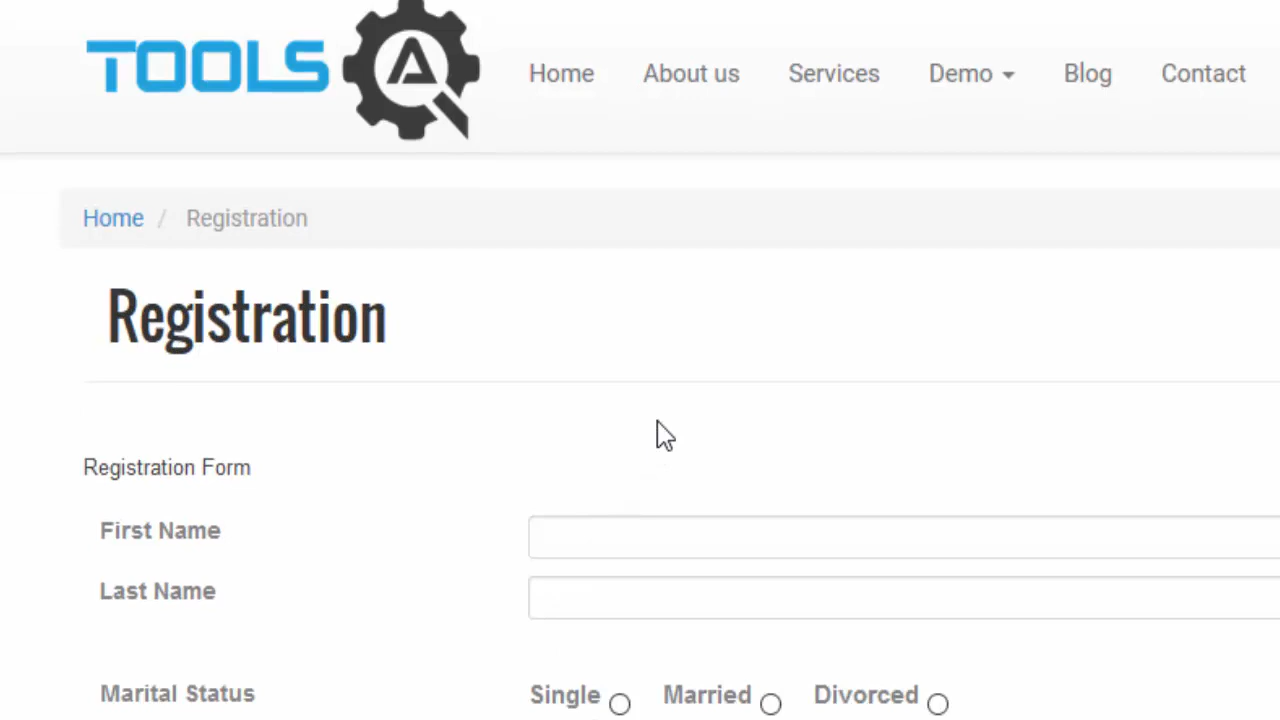 TOOLS QA Home About us Services Demo Blog Contact
Home / Registration
Registration
Registration Form
First Name
Last Name
Marital Status Single Married Divorced